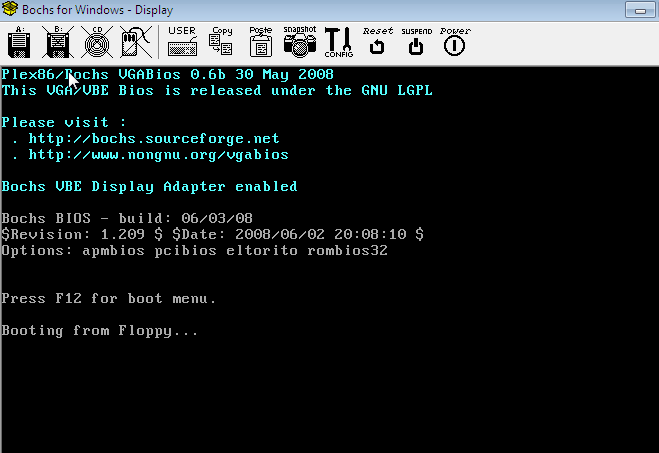 Bochs for Windows - Display
A:
B:
CD
USER
Copy
Paste
snapshot
CONFIG
Reset
SUSPEND
Power
Plex86/Bochs VGABios 0.6b 30 May 2008
This VGA/VBE Bios is released under the GNU LGPL
Please visit :
. http://bochs.sourceforge.net
. http://www.nongnu.org/vgabios
Bochs VBE Display Adapter enabled
Bochs BIOS - build: 06/03/08
$Revision: 1.209 $ $Date: 2008/06/02 20:08:10 $
Options: apmbios pcibios eltorito rombios32
Press F12 for boot menu.
Booting from Floppy...